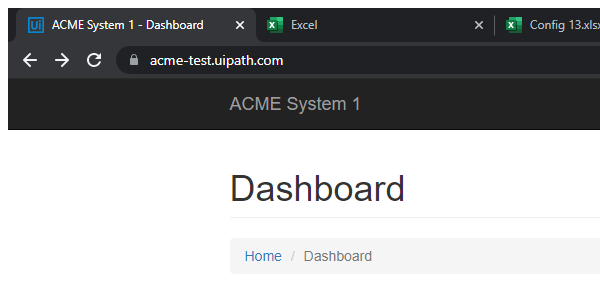 Ui ACME System 1 - Dashboard Excel Config 13.xlsx
acme-test.uipath.com
ACME System 1
Dashboard
Home / Dashboard